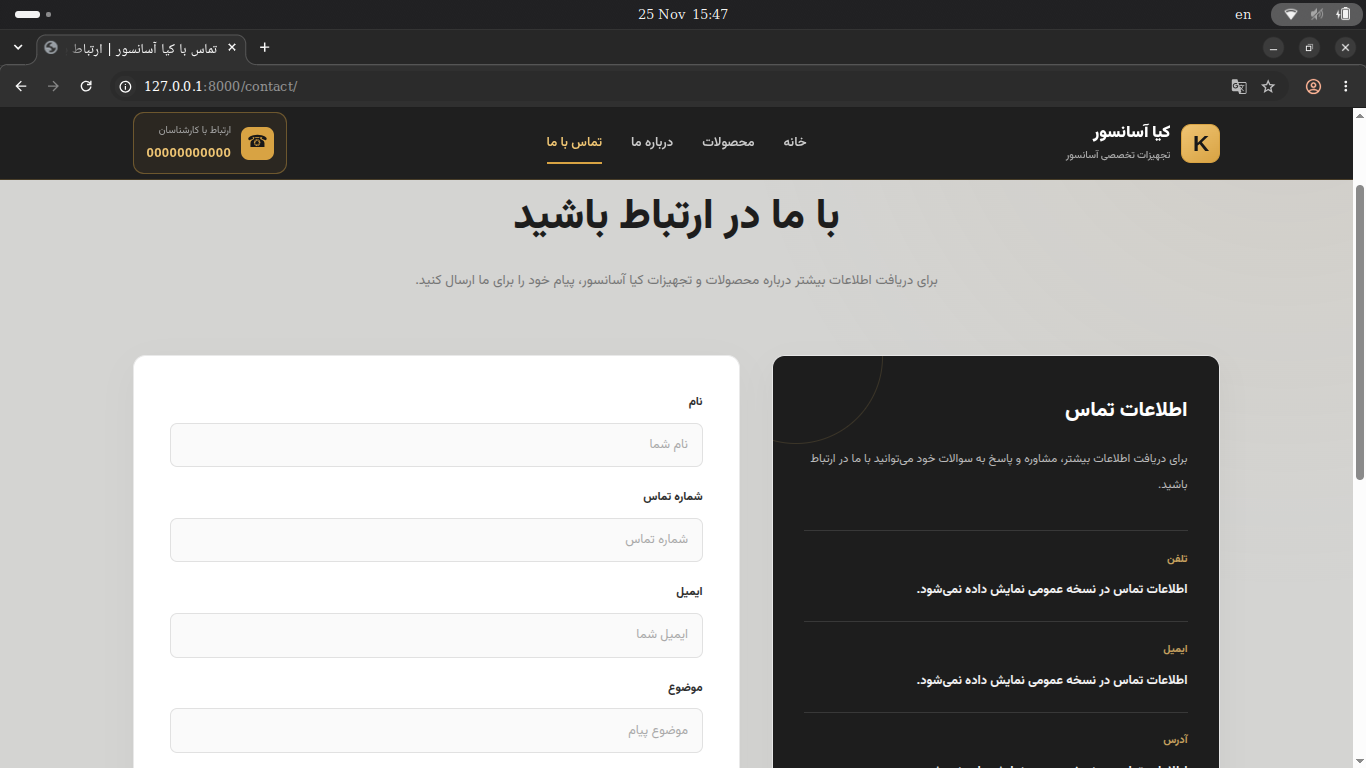 25 Nov 15:47
en
تماس با کیا آسانسور | ارتباط
127.0.0.1:8000/contact/
K
کیا آسانسور
تجهیزات تخصصی آسانسور
خانه
محصولات
درباره ما
تماس با ما
ارتباط با کارشناسان
00000000000
با ما در ارتباط باشید
برای دریافت اطلاعات بیشتر درباره محصولات و تجهیزات کیا آسانسور، پیام خود را برای ما ارسال کنید.
اطلاعات تماس
برای دریافت اطلاعات بیشتر، مشاوره و پاسخ به سوالات خود می‌توانید با ما در ارتباط
باشید.
تلفن
اطلاعات تماس در نسخه عمومی نمایش داده نمی‌شود.
ایمیل
اطلاعات تماس در نسخه عمومی نمایش داده نمی‌شود.
آدرس
نام
نام شما
شماره تماس
شماره تماس
ایمیل
ایمیل شما
موضوع
موضوع پیام